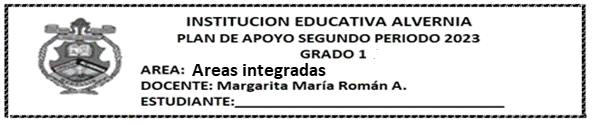 INSTITUCION EDUCATIVA ALVERNIA
PLAN DE APOYO SEGUNDO PERIODO 2023
GRADO 1
AREA: Areas integradas
DOCENTE: Margarita María Román A.
ESTUDIANTE:___________________________________